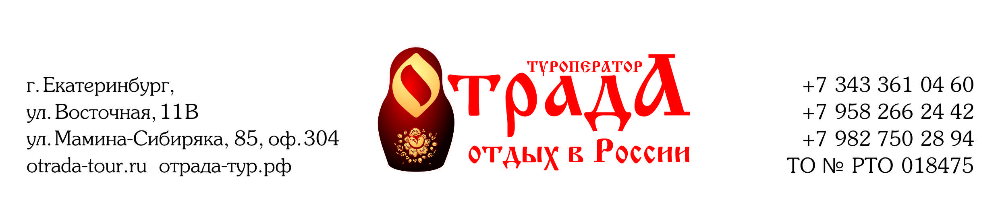 г. Екатеринбург,
ул. Восточная, 11В
ул. Мамина-Сибиряка, 85, оф. 304
otrada-tour.ru отрада-тур.рф
туроператор
ОтрадА
отдых в России
+7 343 361 04 60
+7 958 266 24 42
+7 982 750 28 94
ТО № РТО 018475